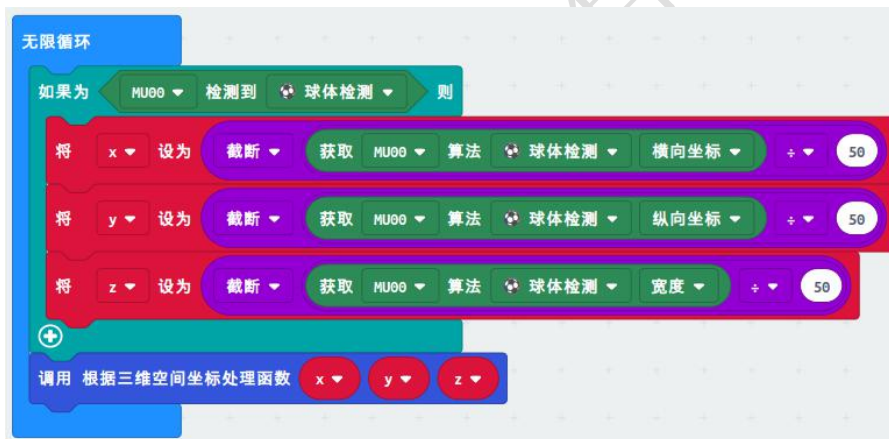 无限循环
如果为 MU00 检测到 球体检测 则
将 x 设为 截断 获取 MU00 算法 球体检测 横向坐标 ÷ 50
将 y 设为 截断 获取 MU00 算法 球体检测 纵向坐标 ÷ 50
将 z 设为 截断 获取 MU00 算法 球体检测 宽度 ÷ 50
调用 根据三维空间坐标处理函数 x y z